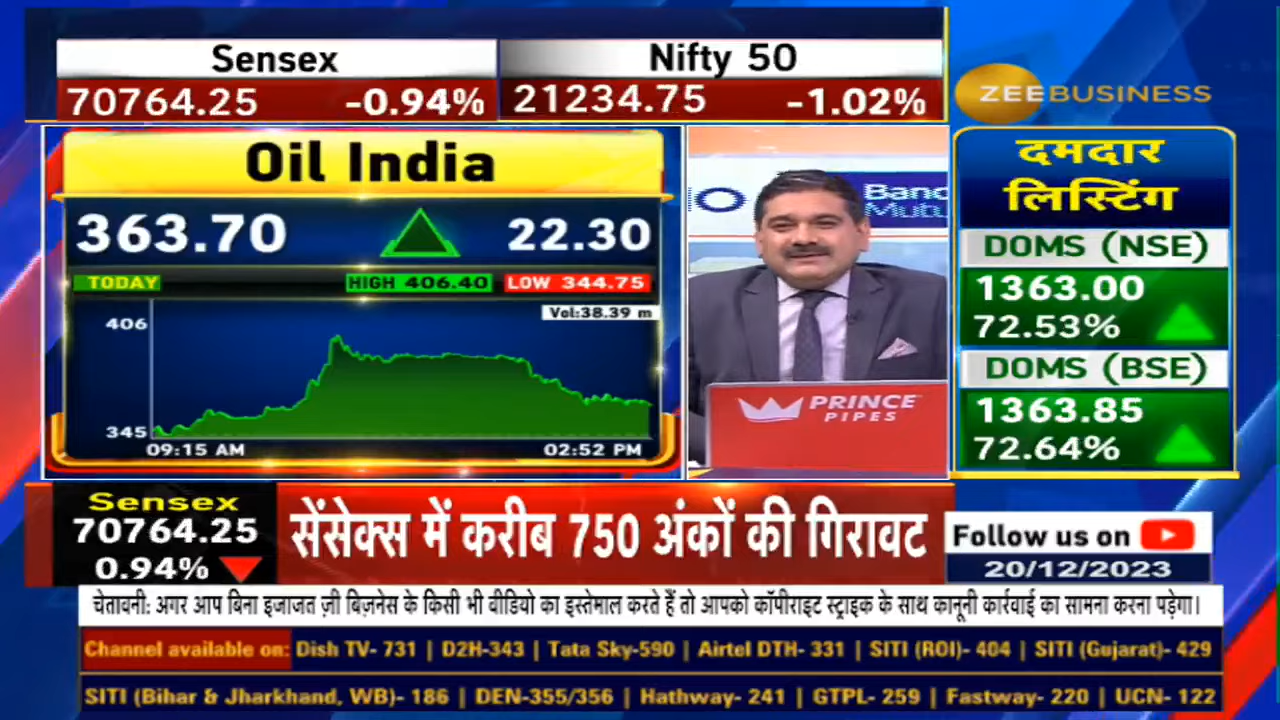 Sensex
Nifty 50
70764.25 -0.94%
21234.75 -1.02%
ZEEBUSINESS
Oil India
363.70 22.30
TODAY HIGH 406.40 LOW 344.75
Vol:38.39 m
406
345
09:15 AM 02:52 PM
PRINCE
PIPES
दमदार
लिस्टिंग
DOMS (NSE)
1363.00
72.53%
DOMS (BSE)
1363.85
72.64%
Sensex
70764.25
0.94%
सेंसेक्स में करीब 750 अंकों की गिरावट
Follow us on
20/12/2023
चेतावनी: अगर आप बिना इजाजत ज़ी बिज़नेस के किसी भी वीडियो का इस्तेमाल करते हैं तो आपको कॉपीराइट स्ट्राइक के साथ कानूनी कार्रवाई का सामना करना पड़ेगा।
Channel available on: Dish TV- 731 | D2H-343 | Tata Sky-590 | Airtel DTH- 331 | SITI (ROI)- 404 | SITI (Gujarat)- 429
SITI (Bihar & Jharkhand, WB)- 186 | DEN-355/356 | Hathway- 241 | GTPL- 259 | Fastway- 220 | UCN- 122